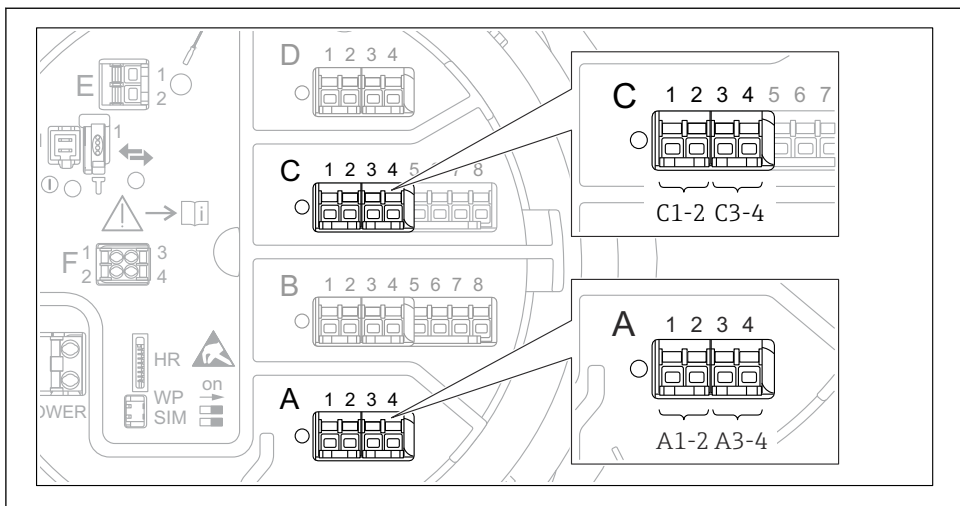 D 1 2 3 4
E 1
2
1
C 1 2 3 4 5 6 7 8
i
F 1 3
2 4
B 1 2 3 4 5 6 7 8
HR
WP on
SIM
OWER
A 1 2 3 4
C 1 2 3 4 5 6 7
C1-2 C3-4
A 1 2 3 4
A1-2 A3-4